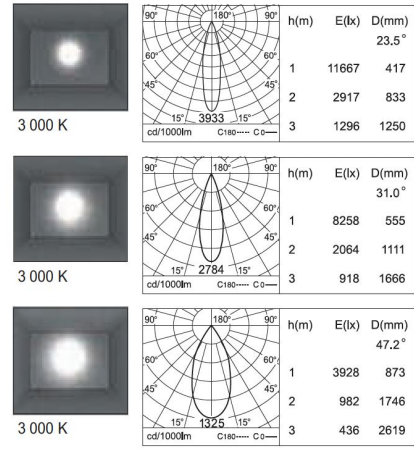 90° 180° 90°
60° 60°
45° 45°
15° 3933 15°
cd/1000lm C180----- C0—
h(m) E(lx) D(mm)
23,5°
1 11667 417
2 2917 833
3 1296 1250
3 000 K
90° 180° 90°
60° 60°
45° 45°
15° 2784 15°
cd/1000lm C180----- C0—
h(m) E(lx) D(mm)
31.0°
1 8258 555
2 2064 1111
3 918 1666
3 000 K
90° 180° 90°
60° 60°
45° 45°
15° 1325 15°
cd/1000lm C180----- C0—
h(m) E(lx) D(mm)
47.2°
1 3928 873
2 982 1746
3 436 2619
3 000 K